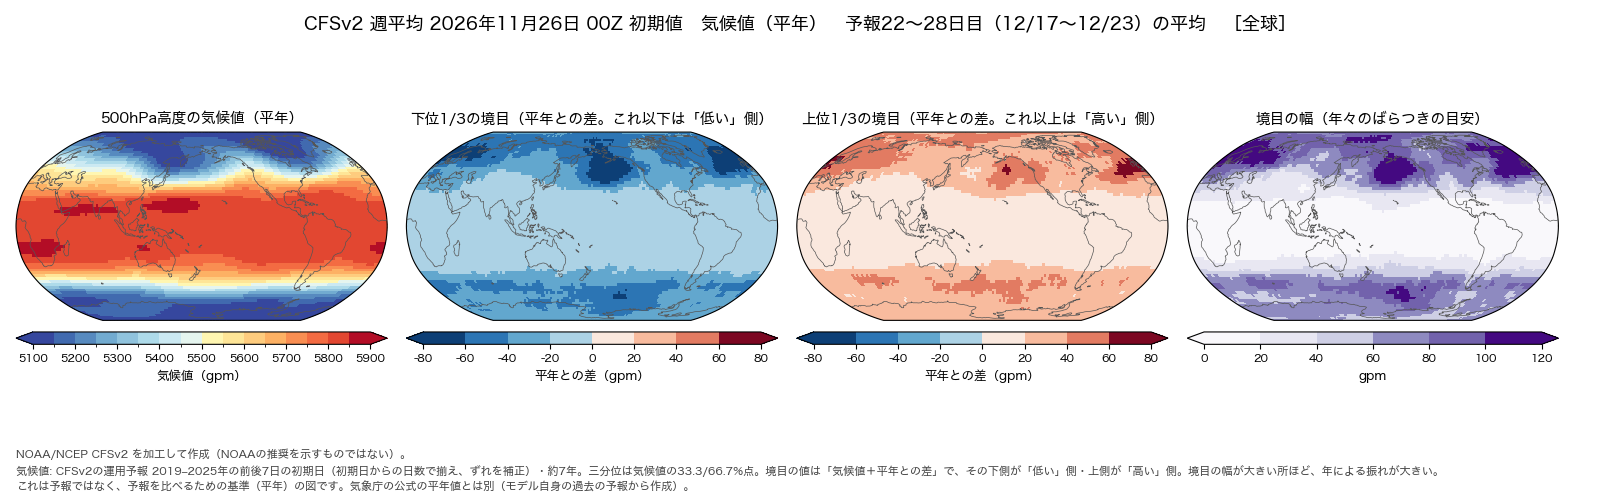 CFSv2 週平均 2026年11月26日 00Z 初期値　気候値（平年）　予報22〜28日目（12/17〜12/23）の平均　［全球］
500hPa高度の気候値（平年）
下位1/3の境目（平年との差。これ以下は「低い」側）
上位1/3の境目（平年との差。これ以上は「高い」側）
境目の幅（年々のばらつきの目安）
5100 5200 5300 5400 5500 5600 5700 5800 5900
-80 -60 -40 -20 0 20 40 60 80
-80 -60 -40 -20 0 20 40 60 80
0 20 40 60 80 100 120
気候値（gpm）
平年との差（gpm）
平年との差（gpm）
gpm
NOAA/NCEP CFSv2 を加工して作成（NOAAの推奨を示すものではない）。
気候値: CFSv2の運用予報 2019–2025年の前後7日の初期日（初期日からの日数で揃え、ずれを補正）・約7年。三分位は気候値の33.3/66.7%点。境目の値は「気候値＋平年との差」で、その下側が「低い」側・上側が「高い」側。境目の幅が大きい所ほど、年による振れが大きい。
これは予報ではなく、予報を比べるための基準（平年）の図です。気象庁の公式の平年値とは別（モデル自身の過去の予報から作成）。